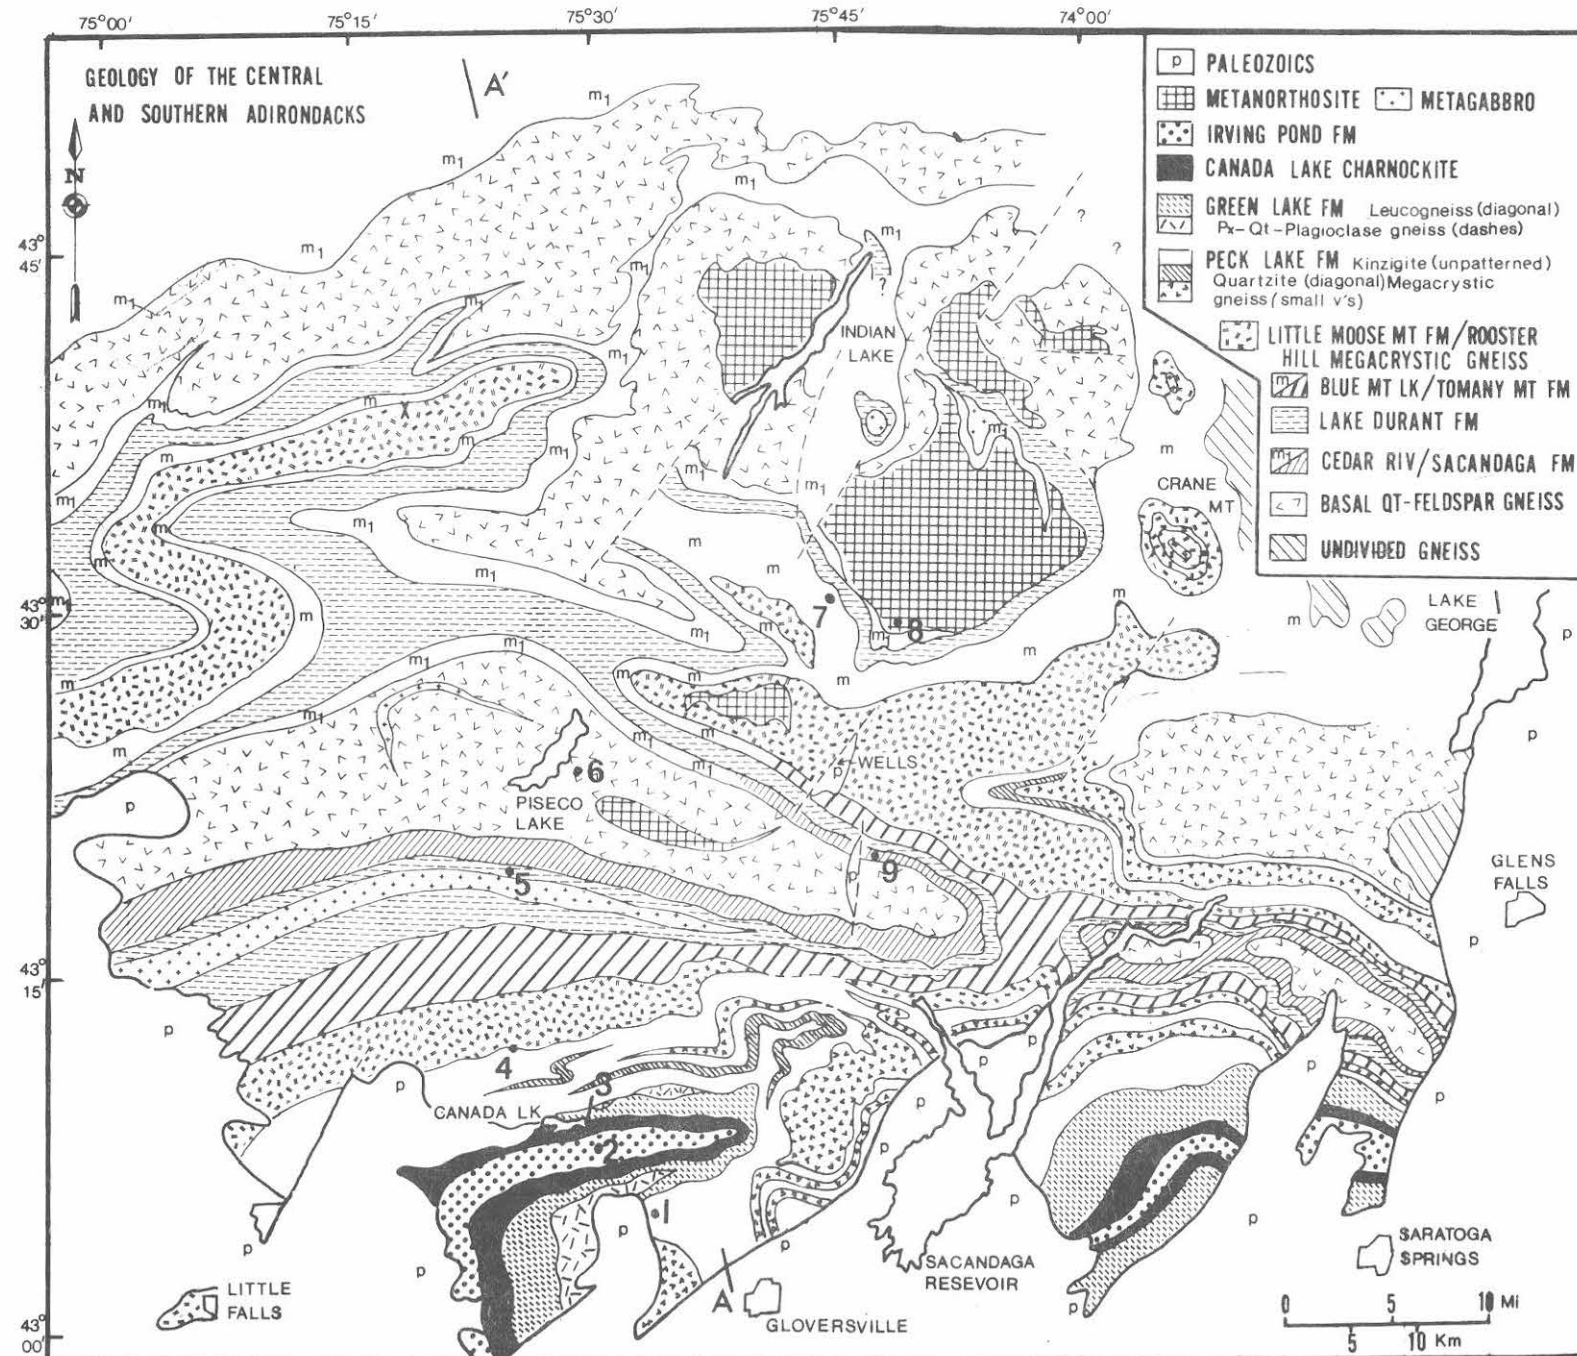 75°00′ 75°15′ 75°30′ 75°45′ 74°00′
GEOLOGY OF THE CENTRAL
AND SOUTHERN ADIRONDACKS
A'
N
43°
45′
43°
30′
43°
15′
43°
00′
p PALEOZOICS
METANORTHOSITE METAGABBRO
IRVING POND FM
CANADA LAKE CHARNOCKITE
GREEN LAKE FM Leucogneiss (diagonal)
Px-Qt-Plagioclase gneiss (dashes)
PECK LAKE FM Kinzigite (unpatterned)
Quartzite (diagonal) Megacrystic
gneiss (small v's)
LITTLE MOOSE MT FM/ROOSTER
HILL MEGACRYSTIC GNEISS
m BLUE MT LK/TOMANY MT FM
LAKE DURANT FM
m₁ CEDAR RIV/SACANDAGA FM
BASAL QT-FELDSPAR GNEISS
UNDIVIDED GNEISS
INDIAN
LAKE
CRANE
MT
LAKE
GEORGE
7
8
WELLS
6
PISECO
LAKE
5
9
GLENS
FALLS
4
3
CANADA LK
2
1
SACANDAGA
RESEVOIR
SARATOGA
SPRINGS
LITTLE
FALLS
A
GLOVERSVILLE
0 5 10 Mi
5 10 Km